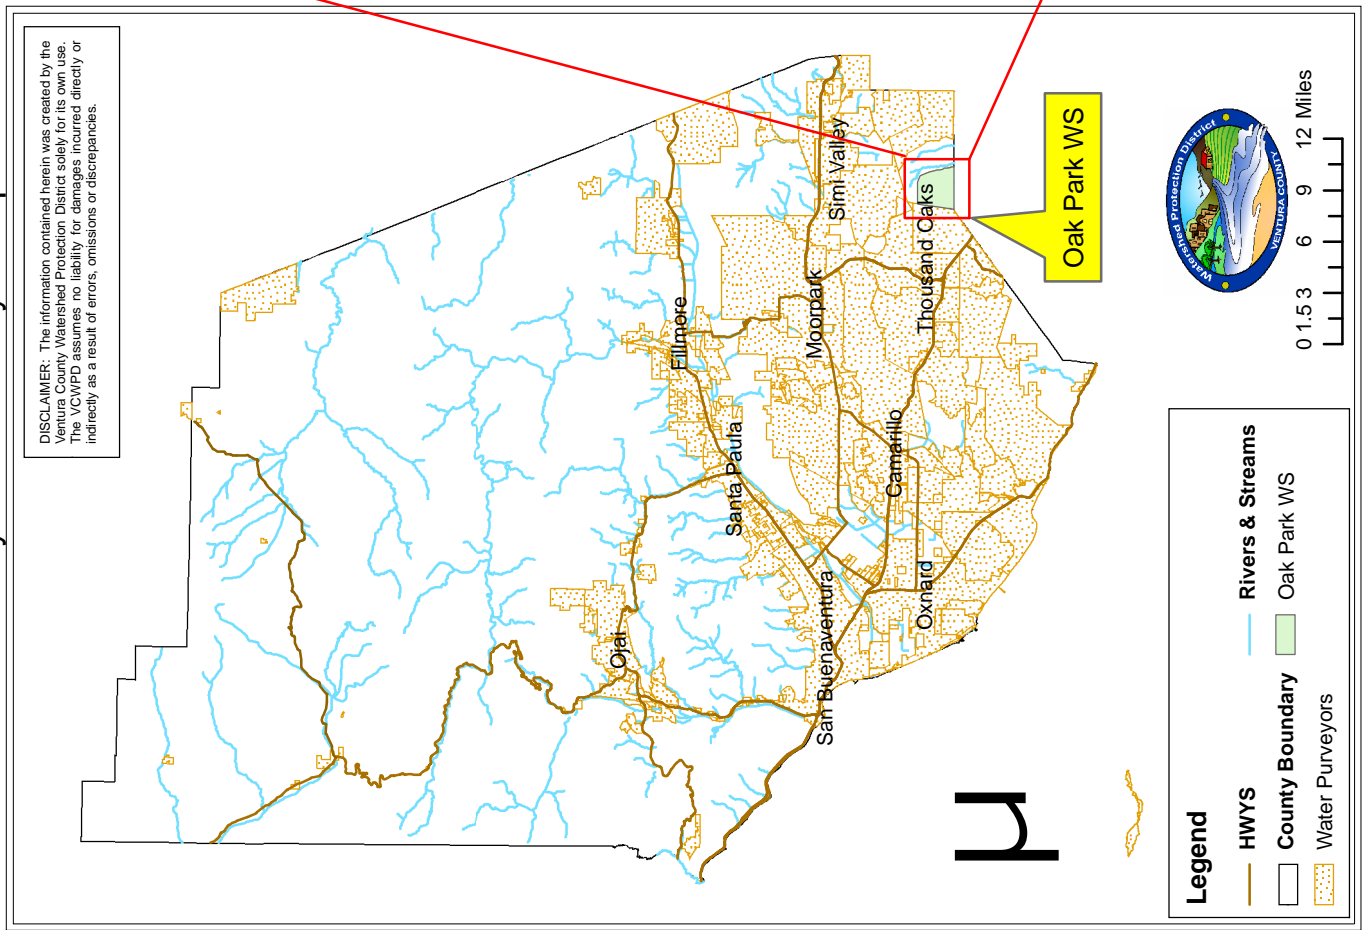 DISCLAIMER: The information contained herein was created by the
Ventura County Watershed Protection District solely for its own use.
The VCWPD assumes no liability for damages incurred directly or
indirectly as a result of errors, omissions or discrepancies.
Ojai
Fillmore
Santa Paula
San Buenaventura
Moorpark
Simi Valley
Camarillo
Oxnard
Thousand Oaks
Oak Park WS
µ
Legend
HWYS
County Boundary
Water Purveyors
Rivers & Streams
Oak Park WS
Watershed Protection District
VENTURA COUNTY
0 1.5 3 6 9 12 Miles